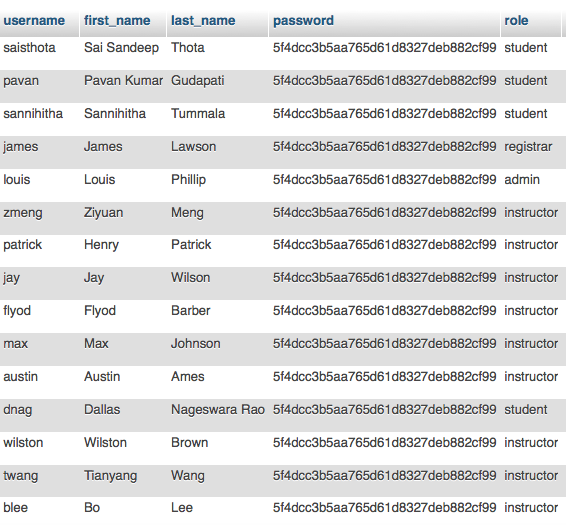 username first_name last_name password role
saisthota Sai Sandeep Thota 5f4dcc3b5aa765d61d8327deb882cf99 student
pavan Pavan Kumar Gudapati 5f4dcc3b5aa765d61d8327deb882cf99 student
sannihitha Sannihitha Tummala 5f4dcc3b5aa765d61d8327deb882cf99 student
james James Lawson 5f4dcc3b5aa765d61d8327deb882cf99 registrar
louis Louis Phillip 5f4dcc3b5aa765d61d8327deb882cf99 admin
zmeng Ziyuan Meng 5f4dcc3b5aa765d61d8327deb882cf99 instructor
patrick Henry Patrick 5f4dcc3b5aa765d61d8327deb882cf99 instructor
jay Jay Wilson 5f4dcc3b5aa765d61d8327deb882cf99 instructor
flyod Flyod Barber 5f4dcc3b5aa765d61d8327deb882cf99 instructor
max Max Johnson 5f4dcc3b5aa765d61d8327deb882cf99 instructor
austin Austin Ames 5f4dcc3b5aa765d61d8327deb882cf99 instructor
dnag Dallas Nageswara Rao 5f4dcc3b5aa765d61d8327deb882cf99 student
wilston Wilston Brown 5f4dcc3b5aa765d61d8327deb882cf99 instructor
twang Tianyang Wang 5f4dcc3b5aa765d61d8327deb882cf99 instructor
blee Bo Lee 5f4dcc3b5aa765d61d8327deb882cf99 instructor